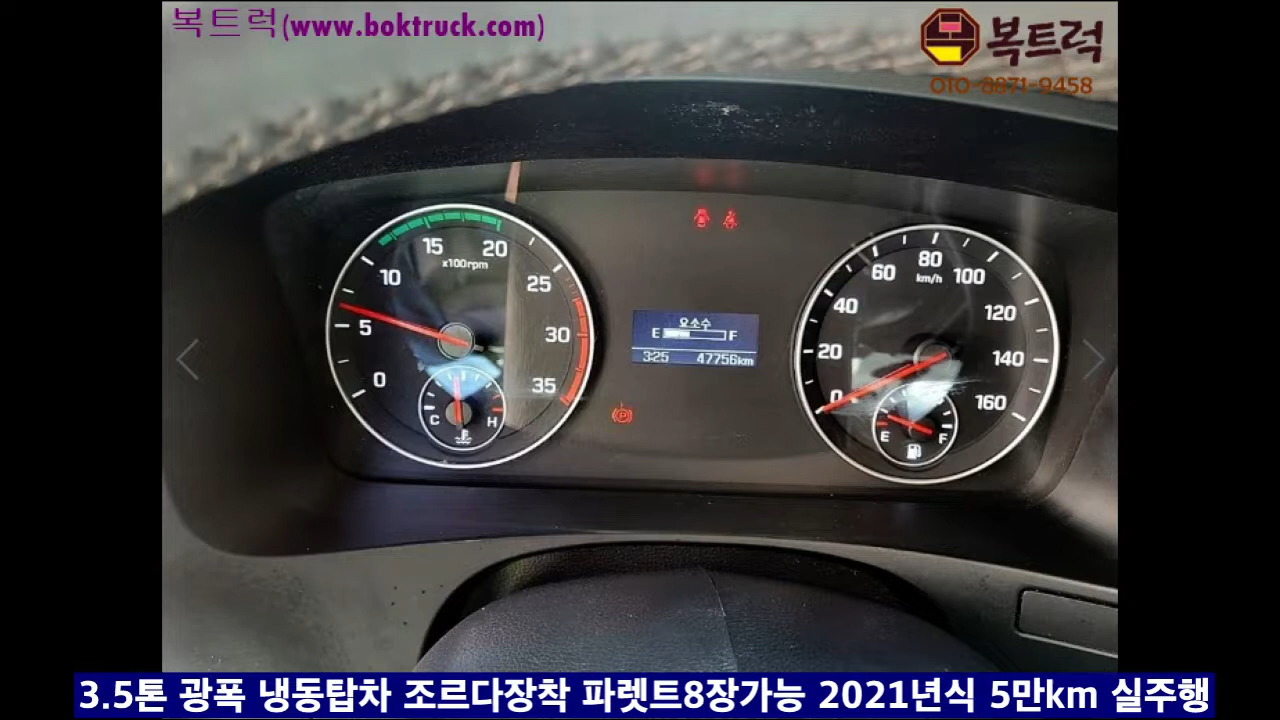 복트럭(www.boktruck.com)
복트럭
010-8871-9458
15 20
x100rpm
10 25
5 30
0 35
C H
요소수
E F
3:25 47756km
80
60 100
km/h
40 120
20 140
0 160
E F
3.5톤 광폭 냉동탑차 조르다장착 파렛트8장가능 2021년식 5만km 실주행